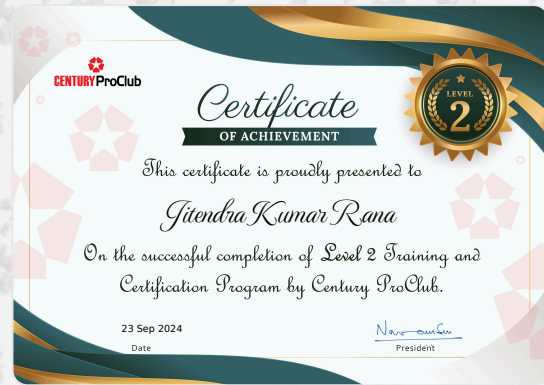 CENTURY ProClub
Certificate
OF ACHIEVEMENT
LEVEL
2
This certificate is proudly presented to
Jitendra Kumar Rana
On the successful completion of Level 2 Training and
Certification Program by Century ProClub.
23 Sep 2024
Date
President